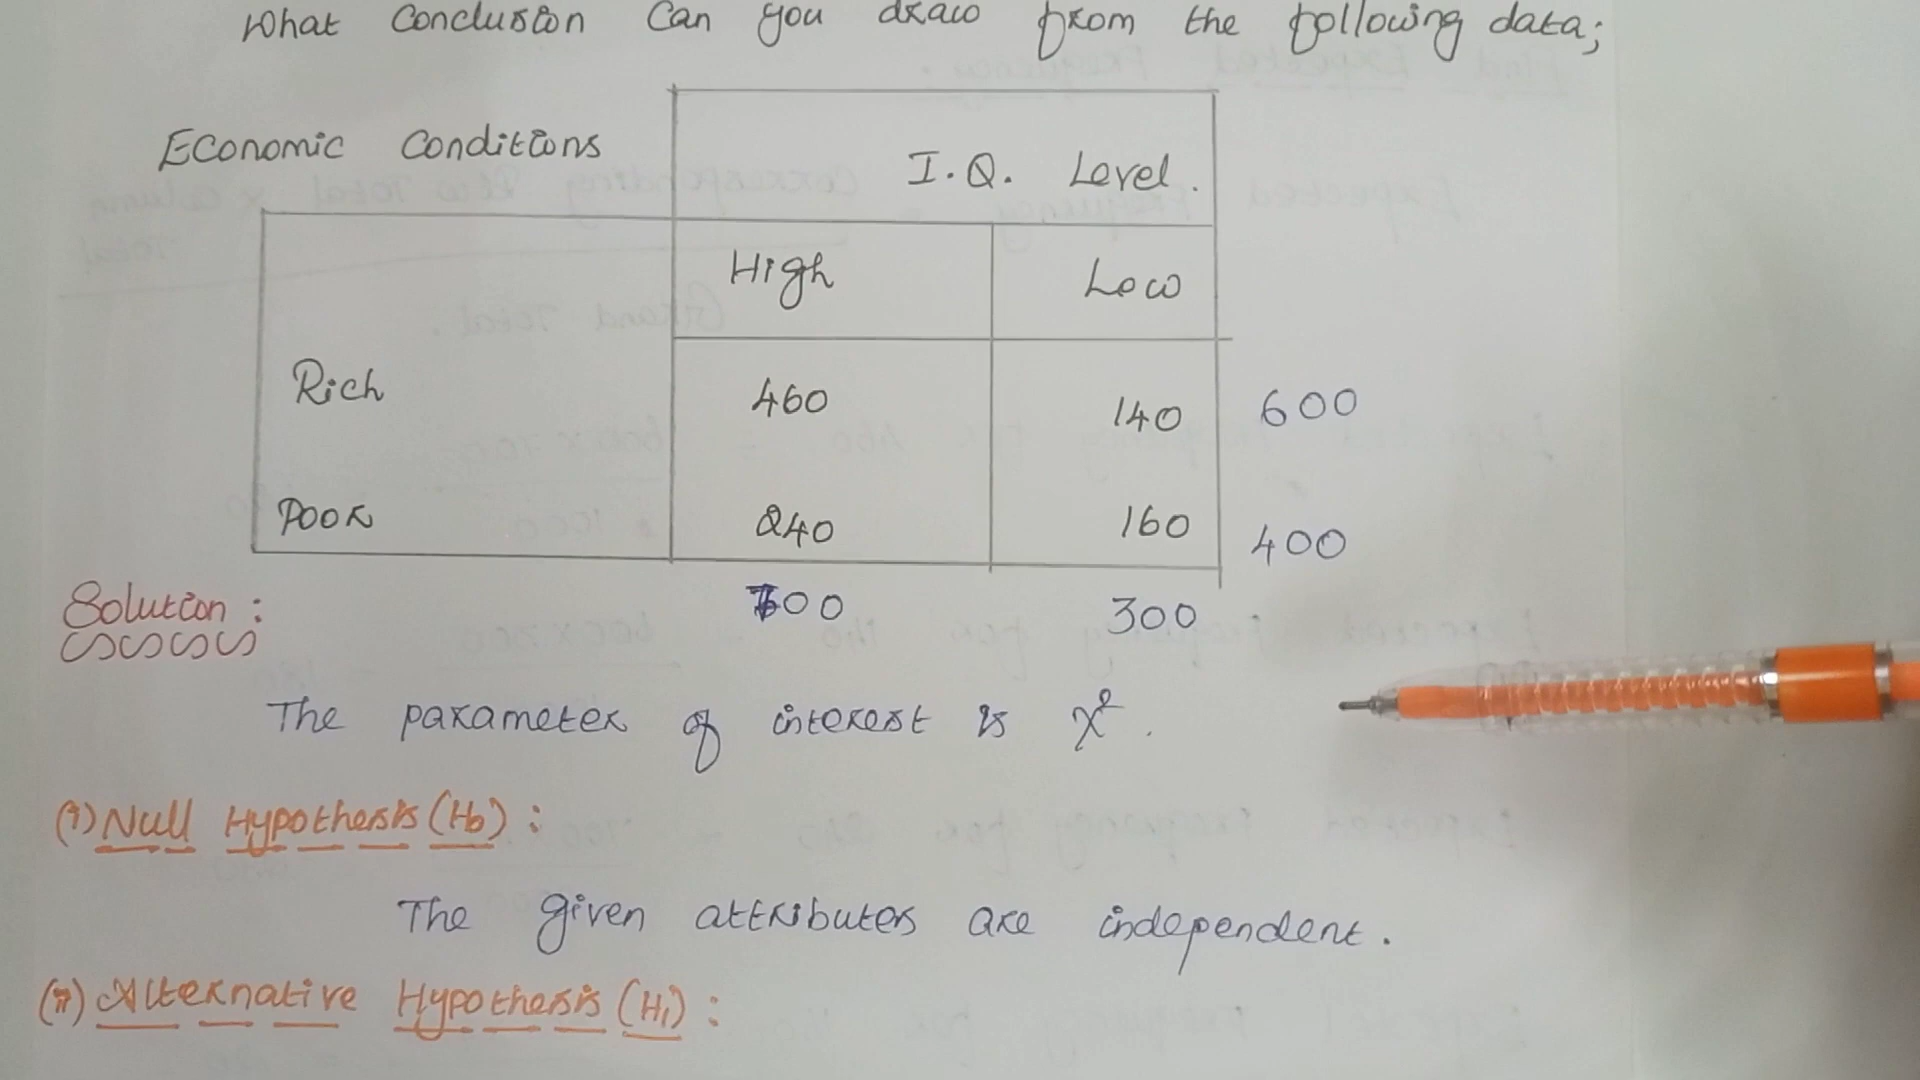 What Conclusion Can you draw from the following data;
Economic Conditions
I.Q. Level.
High Low
Rich 460 140 600
Poor 240 160 400
700 300
Solution:
The parameter of interest is χ².
(i) Null Hypothesis (H0):
The given attributes are independent.
(ii) Alternative Hypothesis (H1):